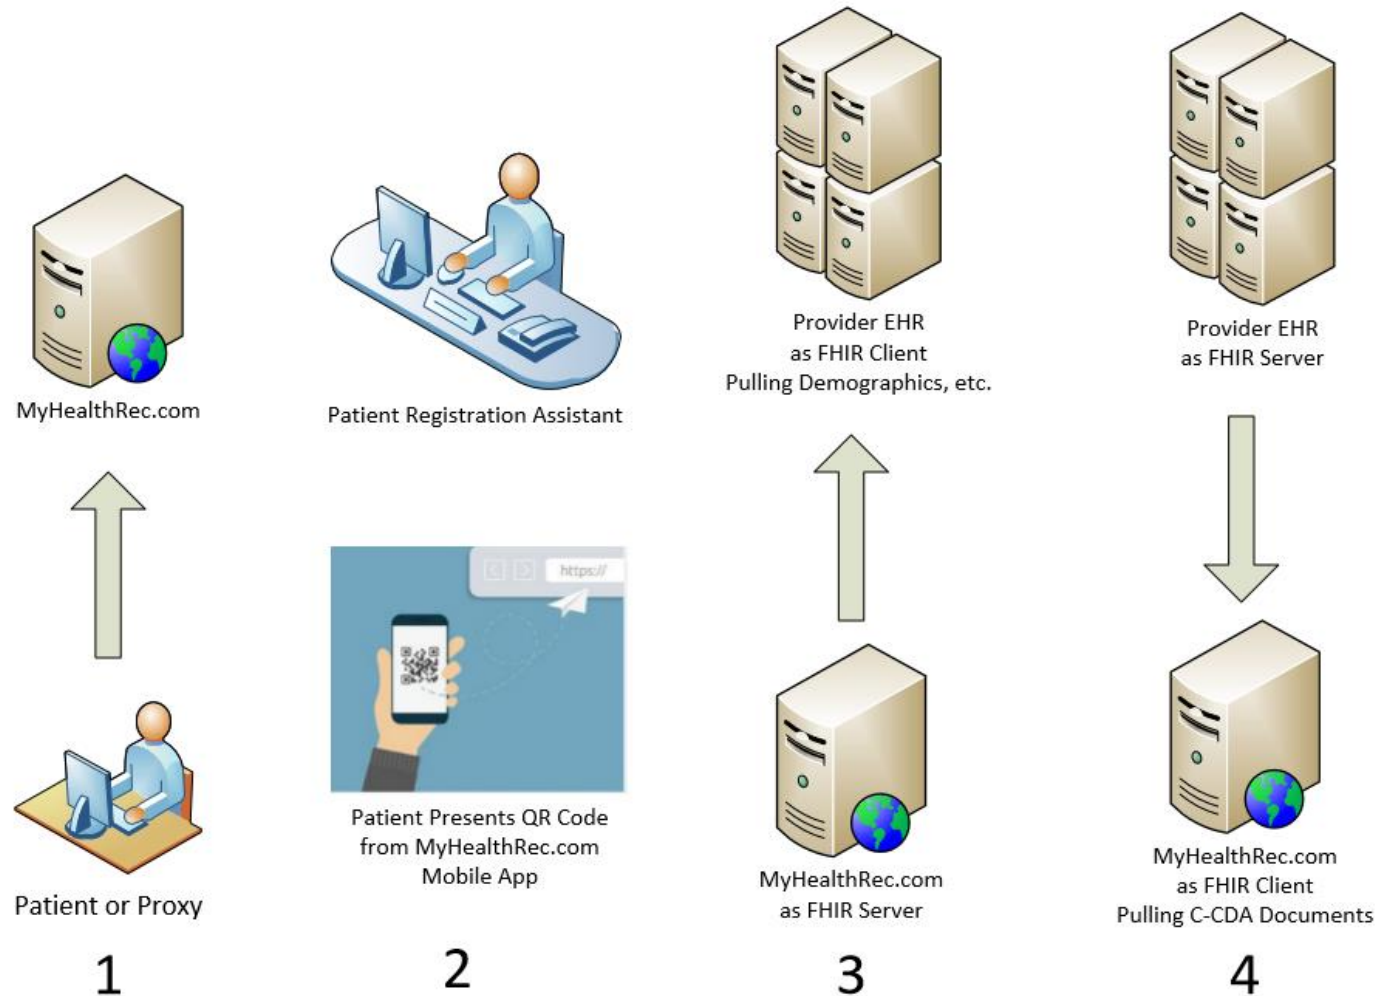 MyHealthRec.com
Patient or Proxy
1
Patient Registration Assistant
https://
Patient Presents QR Code
from MyHealthRec.com
Mobile App
2
Provider EHR
as FHIR Client
Pulling Demographics, etc.
MyHealthRec.com
as FHIR Server
3
Provider EHR
as FHIR Server
MyHealthRec.com
as FHIR Client
Pulling C-CDA Documents
4